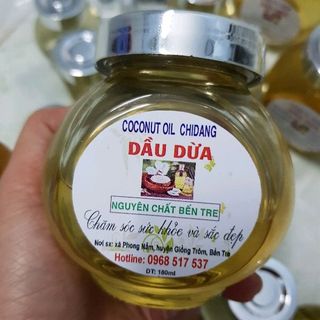 COCONUT OIL CHIDANG
DẦU DỪA
NGUYÊN CHẤT BẾN TRE
Chăm sóc sức khỏe và sắc đẹp
Nơi sx: xã Phong Nẫm, huyện Giồng Trôm, Bến Tre
Hotline: 0968 517 537
DT: 180ml